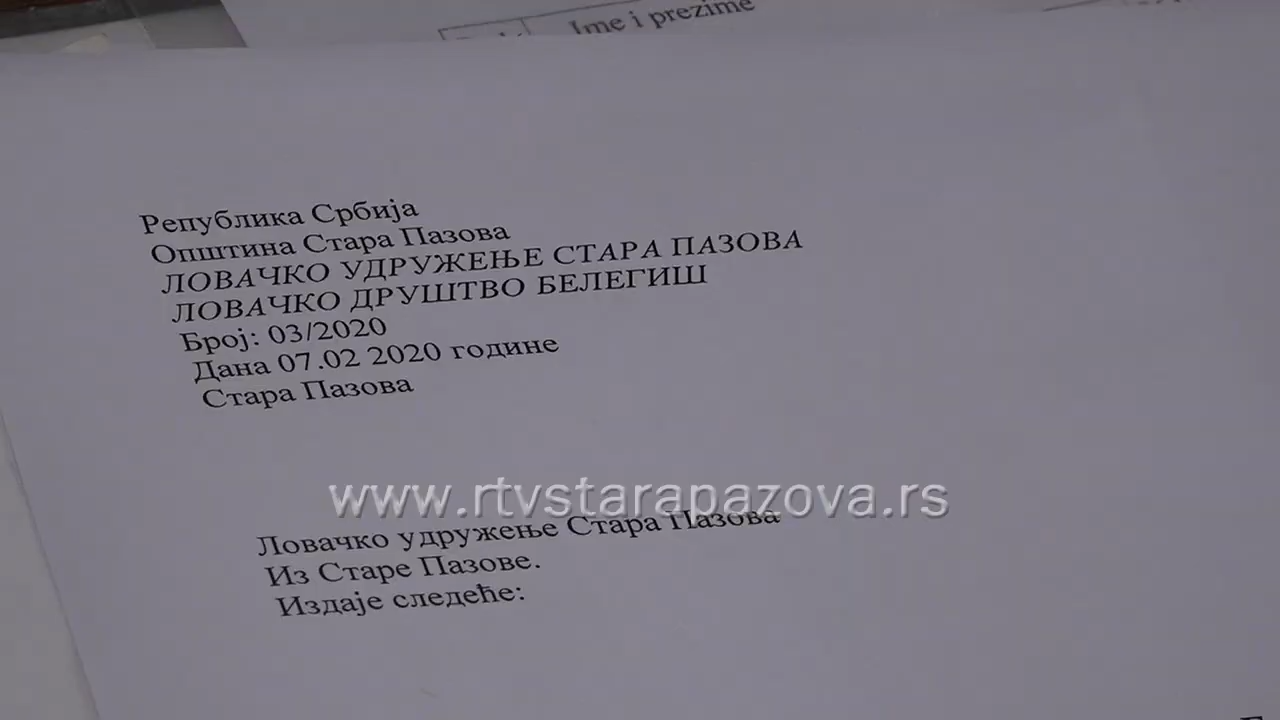 Ime i prezime
Република Србија
Општина Стара Пазова
ЛОВАЧКО УДРУЖЕЊЕ СТАРА ПАЗОВА
ЛОВАЧКО ДРУШТВО БЕЛЕГИШ
Број: 03/2020
Дана 07.02 2020 године
Стара Пазова
www.rtvstarapazova.rs
Ловачко удружење Стара Пазова
Из Старе Пазове.
Издаје следеће: